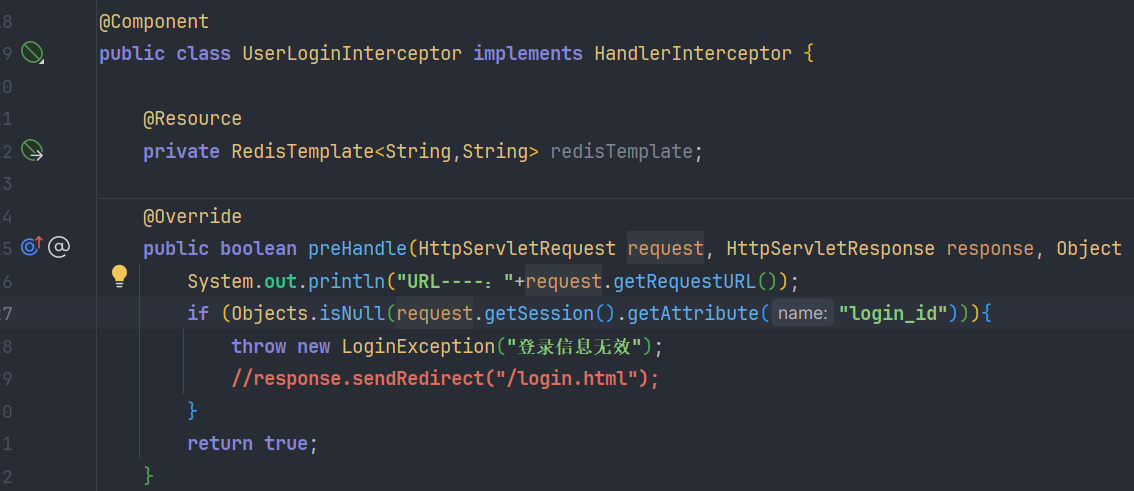 8 @Component
9 public class UserLoginInterceptor implements HandlerInterceptor {
0
1 @Resource
2 private RedisTemplate<String,String> redisTemplate;
3
4 @Override
5 public boolean preHandle(HttpServletRequest request, HttpServletResponse response, Object
6 System.out.println("URL----: "+request.getRequestURL());
7 if (Objects.isNull(request.getSession().getAttribute( name: "login_id"))){
8 throw new LoginException("登录信息无效");
9 //response.sendRedirect("/login.html");
0 }
1 return true;
2 }